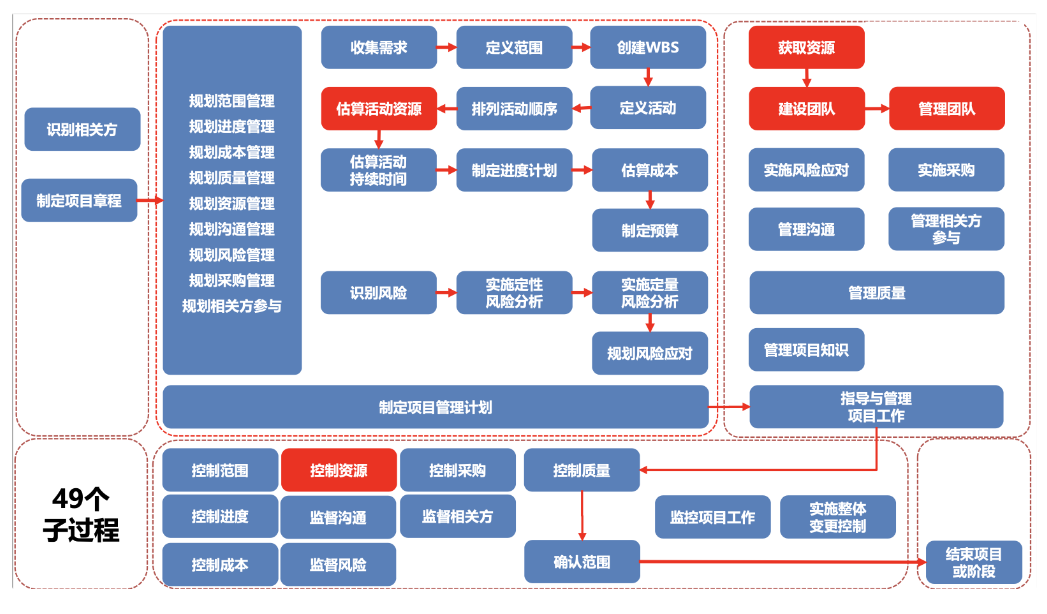 识别相关方
制定项目章程
规划范围管理
规划进度管理
规划成本管理
规划质量管理
规划资源管理
规划沟通管理
规划风险管理
规划采购管理
规划相关方参与
收集需求
定义范围
创建WBS
估算活动资源
排列活动顺序
定义活动
估算活动
持续时间
制定进度计划
估算成本
制定预算
识别风险
实施定性
风险分析
实施定量
风险分析
规划风险应对
制定项目管理计划
获取资源
建设团队
管理团队
实施风险应对
实施采购
管理沟通
管理相关方
参与
管理质量
管理项目知识
指导与管理
项目工作
49个
子过程
控制范围
控制资源
控制采购
控制质量
控制进度
监督沟通
监督相关方
监控项目工作
实施整体
变更控制
控制成本
监督风险
确认范围
结束项目
或阶段